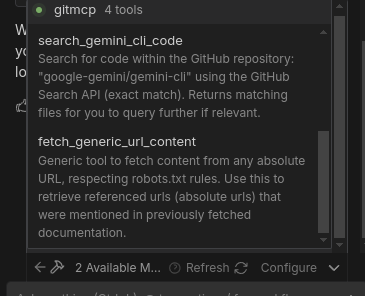 gitmcp 4 tools
search_gemini_cli_code
Search for code within the GitHub repository:
"google-gemini/gemini-cli" using the GitHub
Search API (exact match). Returns matching
files for you to query further if relevant.
fetch_generic_url_content
Generic tool to fetch content from any absolute
URL, respecting robots.txt rules. Use this to
retrieve referenced urls (absolute urls) that
were mentioned in previously fetched
documentation.
2 Available M... Refresh Configure